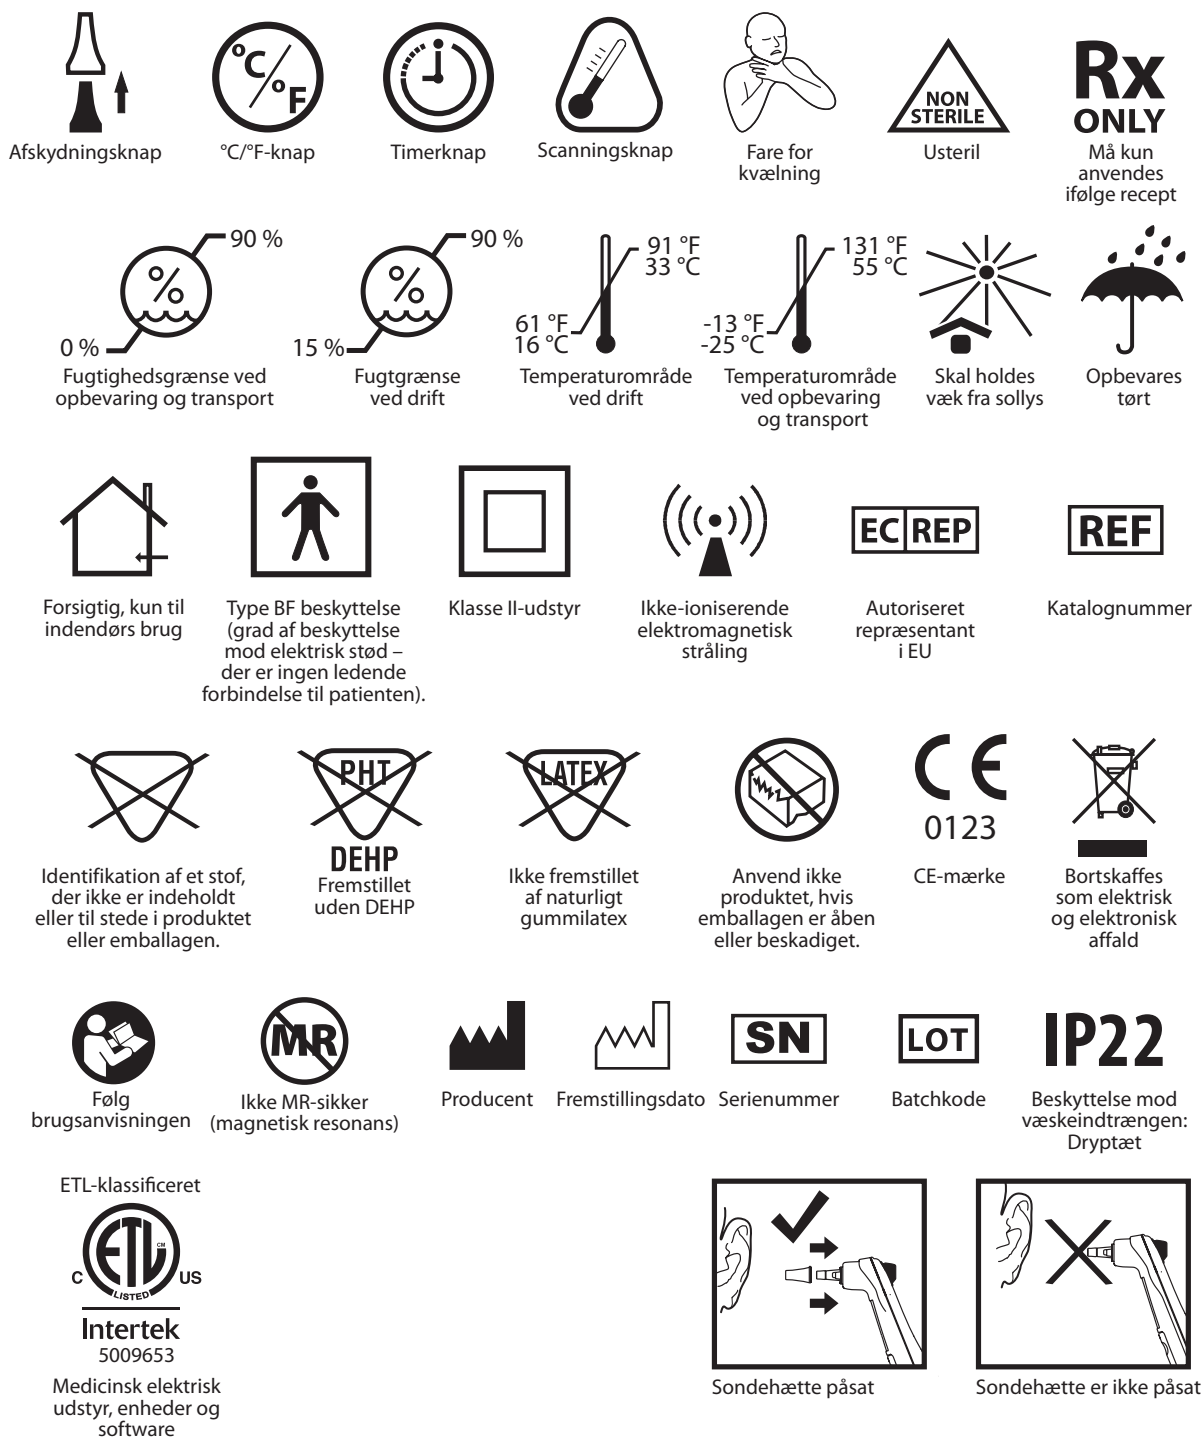 °C/°F
NON
STERILE
Rx
ONLY
Afskydningsknap
°C/°F-knap
Timerknap
Scanningsknap
Fare for
kvælning
Usteril
Må kun
anvendes
ifølge recept
90 %
%
0 %
Fugtighedsgrænse ved
opbevaring og transport
90 %
%
15 %
Fugtgrænse
ved drift
91 °F
33 °C
61 °F
16 °C
Temperaturområde
ved drift
131 °F
55 °C
-13 °F
-25 °C
Temperaturområde
ved opbevaring
og transport
Skal holdes
væk fra sollys
Opbevares
tørt
Forsigtig, kun til
indendørs brug
Type BF beskyttelse
(grad af beskyttelse
mod elektrisk stød –
der er ingen ledende
forbindelse til patienten).
Klasse II-udstyr
Ikke-ioniserende
elektromagnetisk
stråling
EC REP
Autoriseret
repræsentant
i EU
REF
Katalognummer
Identifikation af et stof,
der ikke er indeholdt
eller til stede i produktet
eller emballagen.
PHT
DEHP
Fremstillet
uden DEHP
LATEX
Ikke fremstillet
af naturligt
gummilatex
Anvend ikke
produktet, hvis
emballagen er åben
eller beskadiget.
CE
0123
CE-mærke
Bortskaffes
som elektrisk
og elektronisk
affald
Følg
brugsanvisningen
MR
Ikke MR-sikker
(magnetisk resonans)
Producent
Fremstillingsdato
SN
Serienummer
LOT
Batchkode
IP22
Beskyttelse mod
væskeindtrængen:
Dryptæt
ETL-klassificeret
ETL CM
C US
LISTED
Intertek
5009653
Medicinsk elektrisk
udstyr, enheder og
software
Sondehætte påsat
Sondehætte er ikke påsat